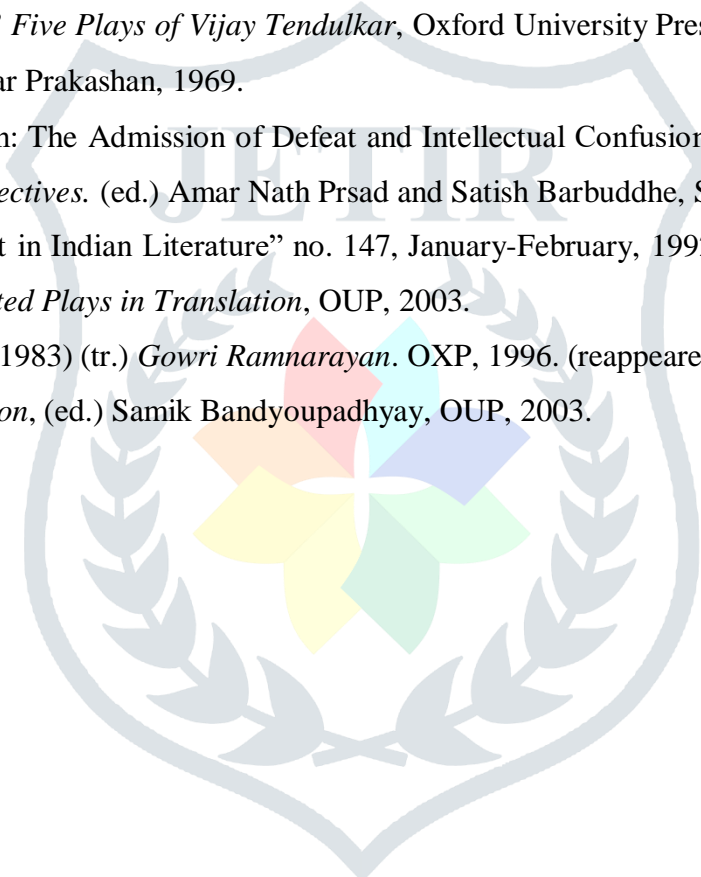 Five Plays of Vijay Tendulkar, Oxford University Pres
ar Prakashan, 1969.
n: The Admission of Defeat and Intellectual Confusion
ectives. (ed.) Amar Nath Prsad and Satish Barbuddhe, S
t in Indian Literature” no. 147, January-February, 199
ted Plays in Translation, OUP, 2003.
1983) (tr.) Gowri Ramnarayan. OXP, 1996. (reappeare
on, (ed.) Samik Bandyoupadhyay, OUP, 2003.
JETIR